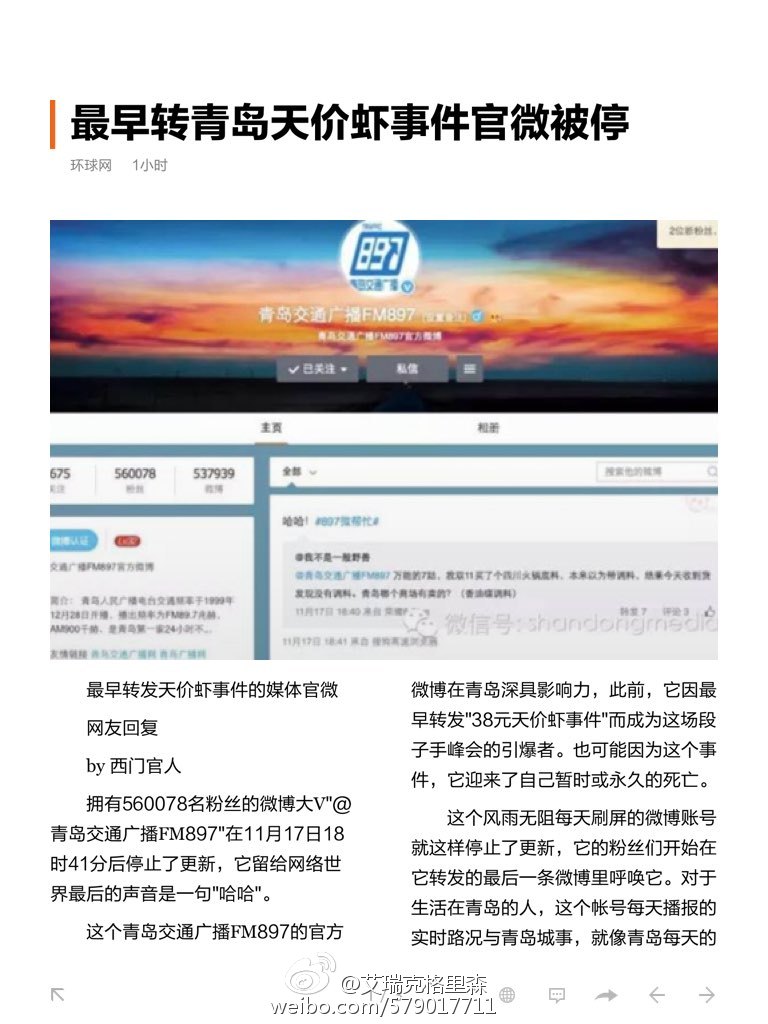 最早转青岛天价虾事件官微被停
环球网 1小时
2位新粉丝,
897
青岛交通广播
青岛交通广播FM897
青岛交通广播FM897官方微博
已关注 私信
主页 相册
675 560078 537939
关注 粉丝 微博
全部 搜索他的微博
哈哈！#897微帮忙#
微博认证
@我不是一般野兽
交通广播FM897官方微博
@青岛交通广播FM897 万能的7姑，我双11买了个四川火锅底料，本来以为带调料，结果今天收到货
发现没有调料。青岛哪个商场有卖的？（香油碟调料）
简介： 青岛人民广播电台交通频率于1999年
12月28日开播，播出频率为FM89.7兆赫，
AM900千赫，是青岛第一家24小时不...
11月17日 18:40 来自
转发 7 评论 3
微信号: shandongmedia
11月17日 18:41 来自 搜狗高速浏览器
友情链接 青岛交通广播网 青岛广播网
最早转发天价虾事件的媒体官微
网友回复
by 西门官人
拥有560078名粉丝的微博大V"@
青岛交通广播FM897"在11月17日18
时41分后停止了更新，它留给网络世
界最后的声音是一句"哈哈"。
这个青岛交通广播FM897的官方
微博在青岛深具影响力，此前，它因最
早转发"38元天价虾事件"而成为这场段
子手峰会的引爆者。也可能因为这个事
件，它迎来了自己暂时或永久的死亡。
这个风雨无阻每天刷屏的微博账号
就这样停止了更新，它的粉丝们开始在
它转发的最后一条微博里呼唤它。对于
生活在青岛的人，这个帐号每天播报的
实时路况与青岛城事，就像青岛每天的
@艾瑞克格里森
weibo.com/579017711